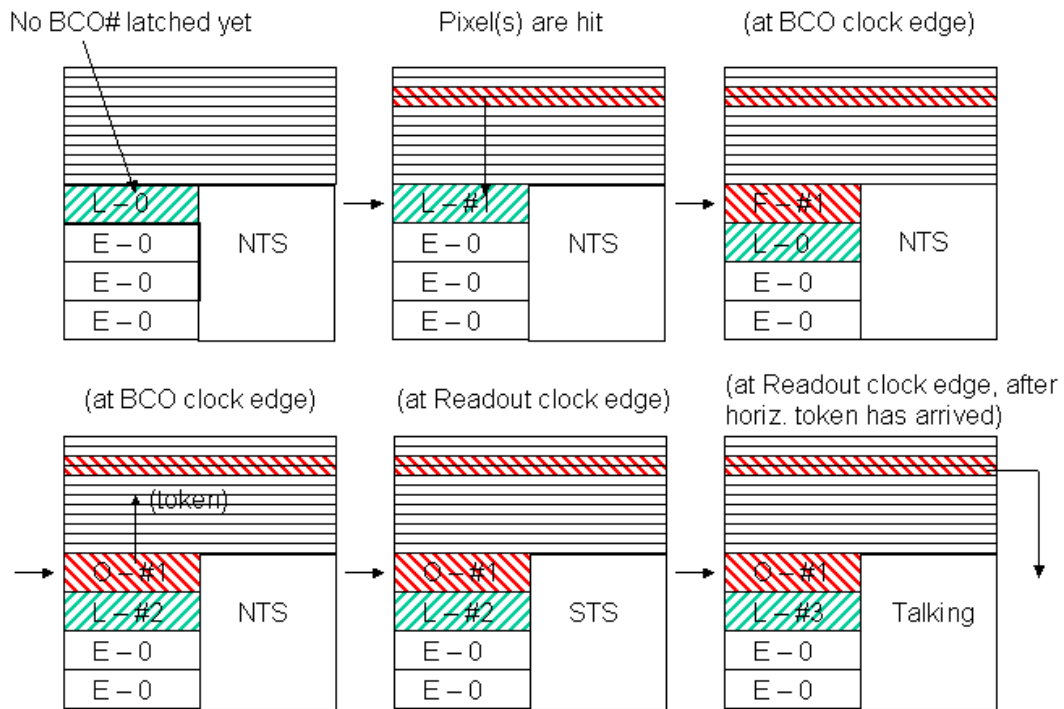 No BCO# latched yet
Pixel(s) are hit
(at BCO clock edge)
L – 0
E – 0
E – 0
E – 0
NTS
L – #1
E – 0
E – 0
E – 0
NTS
F – #1
L – 0
E – 0
E – 0
NTS
(at BCO clock edge)
(at Readout clock edge)
(at Readout clock edge, after
horiz. token has arrived)
(token)
O – #1
L – #2
E – 0
E – 0
NTS
O – #1
L – #2
E – 0
E – 0
STS
O – #1
L – #3
E – 0
E – 0
Talking